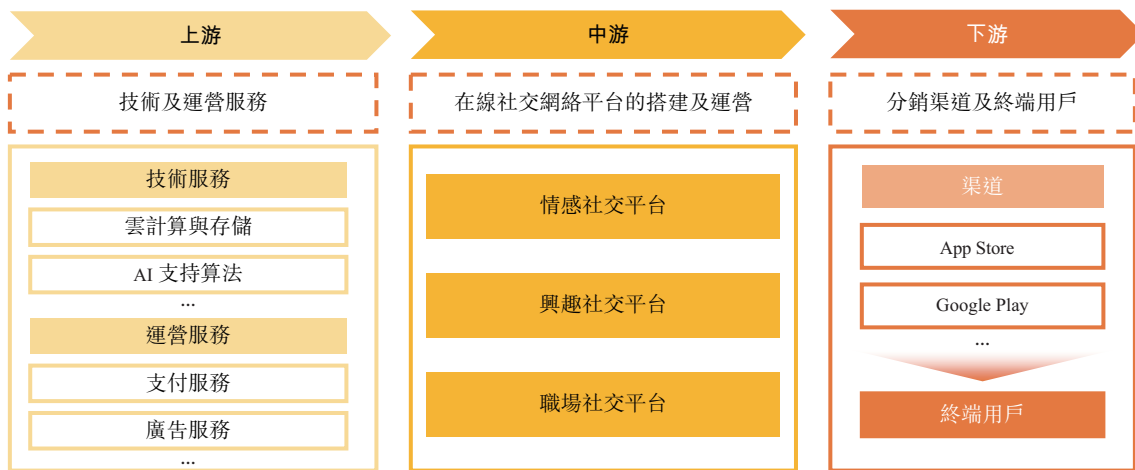 上游
技術及運營服務
技術服務
雲計算與存儲
AI 支持算法
...
運營服務
支付服務
廣告服務
...
中游
在線社交網絡平台的搭建及運營
情感社交平台
興趣社交平台
職場社交平台
下游
分銷渠道及終端用戶
渠道
App Store
Google Play
...
終端用戶